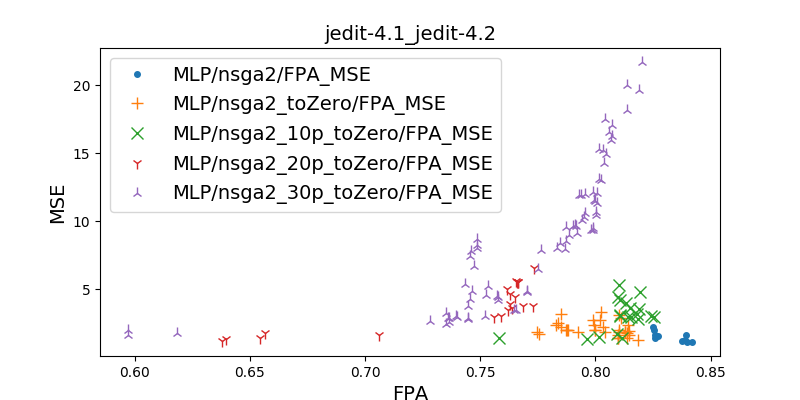 jedit-4.1_jedit-4.2
MLP/nsga2/FPA_MSE
MLP/nsga2_toZero/FPA_MSE
MLP/nsga2_10p_toZero/FPA_MSE
MLP/nsga2_20p_toZero/FPA_MSE
MLP/nsga2_30p_toZero/FPA_MSE
MSE
20
15
10
5
0.60 0.65 0.70 0.75 0.80 0.85
FPA